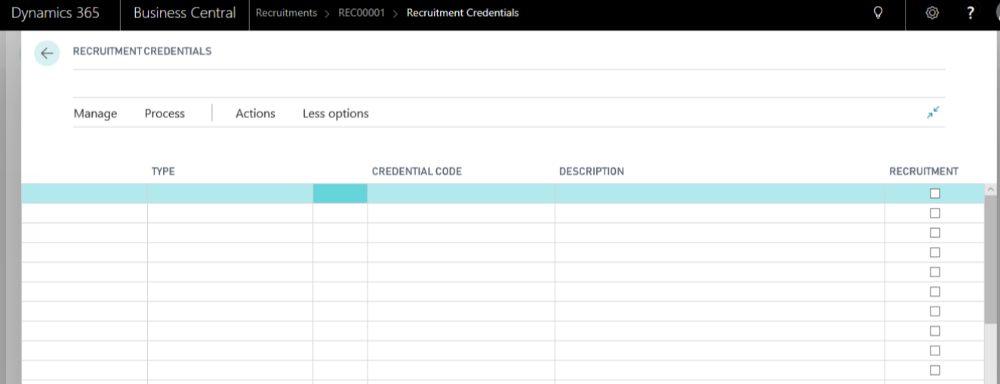 Dynamics 365 Business Central Recruitments > REC00001 > Recruitment Credentials ?
RECRUITMENT CREDENTIALS
Manage Process Actions Less options
TYPE CREDENTIAL CODE DESCRIPTION RECRUITMENT